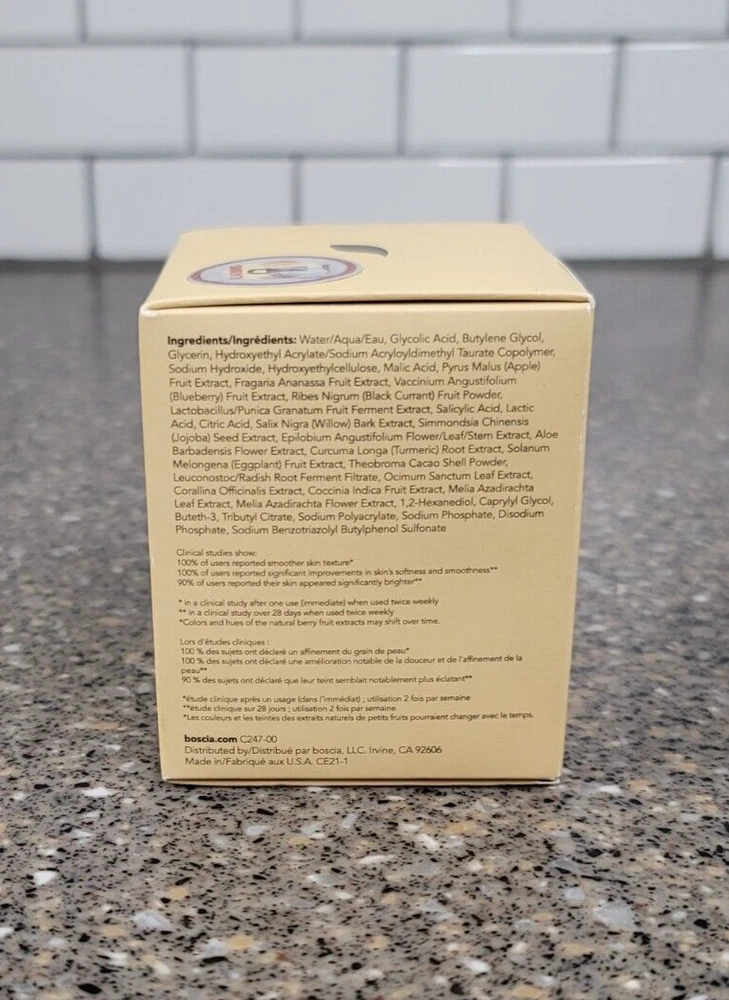 Ingredients/Ingrédients: Water/Aqua/Eau, Glycolic Acid, Butylene Glycol,
Glycerin, Hydroxyethyl Acrylate/Sodium Acryloyldimethyl Taurate Copolymer,
Sodium Hydroxide, Hydroxyethylcellulose, Malic Acid, Pyrus Malus (Apple)
Fruit Extract, Fragaria Ananassa Fruit Extract, Vaccinium Angustifolium
(Blueberry) Fruit Extract, Ribes Nigrum (Black Currant) Fruit Powder,
Lactobacillus/Punica Granatum Fruit Ferment Extract, Salicylic Acid, Lactic
Acid, Citric Acid, Salix Nigra (Willow) Bark Extract, Simmondsia Chinensis
(Jojoba) Seed Extract, Epilobium Angustifolium Flower/Leaf/Stem Extract, Aloe
Barbadensis Flower Extract, Curcuma Longa (Turmeric) Root Extract, Solanum
Melongena (Eggplant) Fruit Extract, Theobroma Cacao Shell Powder,
Leuconostoc/Radish Root Ferment Filtrate, Ocimum Sanctum Leaf Extract,
Corallina Officinalis Extract, Coccinia Indica Fruit Extract, Melia Azadirachta
Leaf Extract, Melia Azadirachta Flower Extract, 1,2-Hexanediol, Caprylyl Glycol,
Buteth-3, Tributyl Citrate, Sodium Polyacrylate, Sodium Phosphate, Disodium
Phosphate, Sodium Benzotriazolyl Butylphenol Sulfonate
Clinical studies show:
100% of users reported smoother skin texture*
100% of users reported significant improvements in skin's softness and smoothness**
90% of users reported their skin appeared significantly brighter**
* in a clinical study after one use (immediate) when used twice weekly
** in a clinical study over 28 days when used twice weekly
*Colors and hues of the natural berry fruit extracts may shift over time.
Lors d'études cliniques :
100 % des sujets ont déclaré un affinement du grain de peau*
100 % des sujets ont déclaré une amélioration notable de la douceur et de l'affinement de la
peau**
90 % des sujets ont déclaré que leur teint semblait notablement plus éclatant**
*étude clinique après un usage (dans l'immédiat) ; utilisation 2 fois par semaine
**étude clinique sur 28 jours ; utilisation 2 fois par semaine
*Les couleurs et les teintes des extraits naturels de petits fruits pourraient changer avec le temps.
boscia.com C247-00
Distributed by/Distribué par boscia, LLC. Irvine, CA 92606
Made in/Fabriqué aux U.S.A. CE21-1